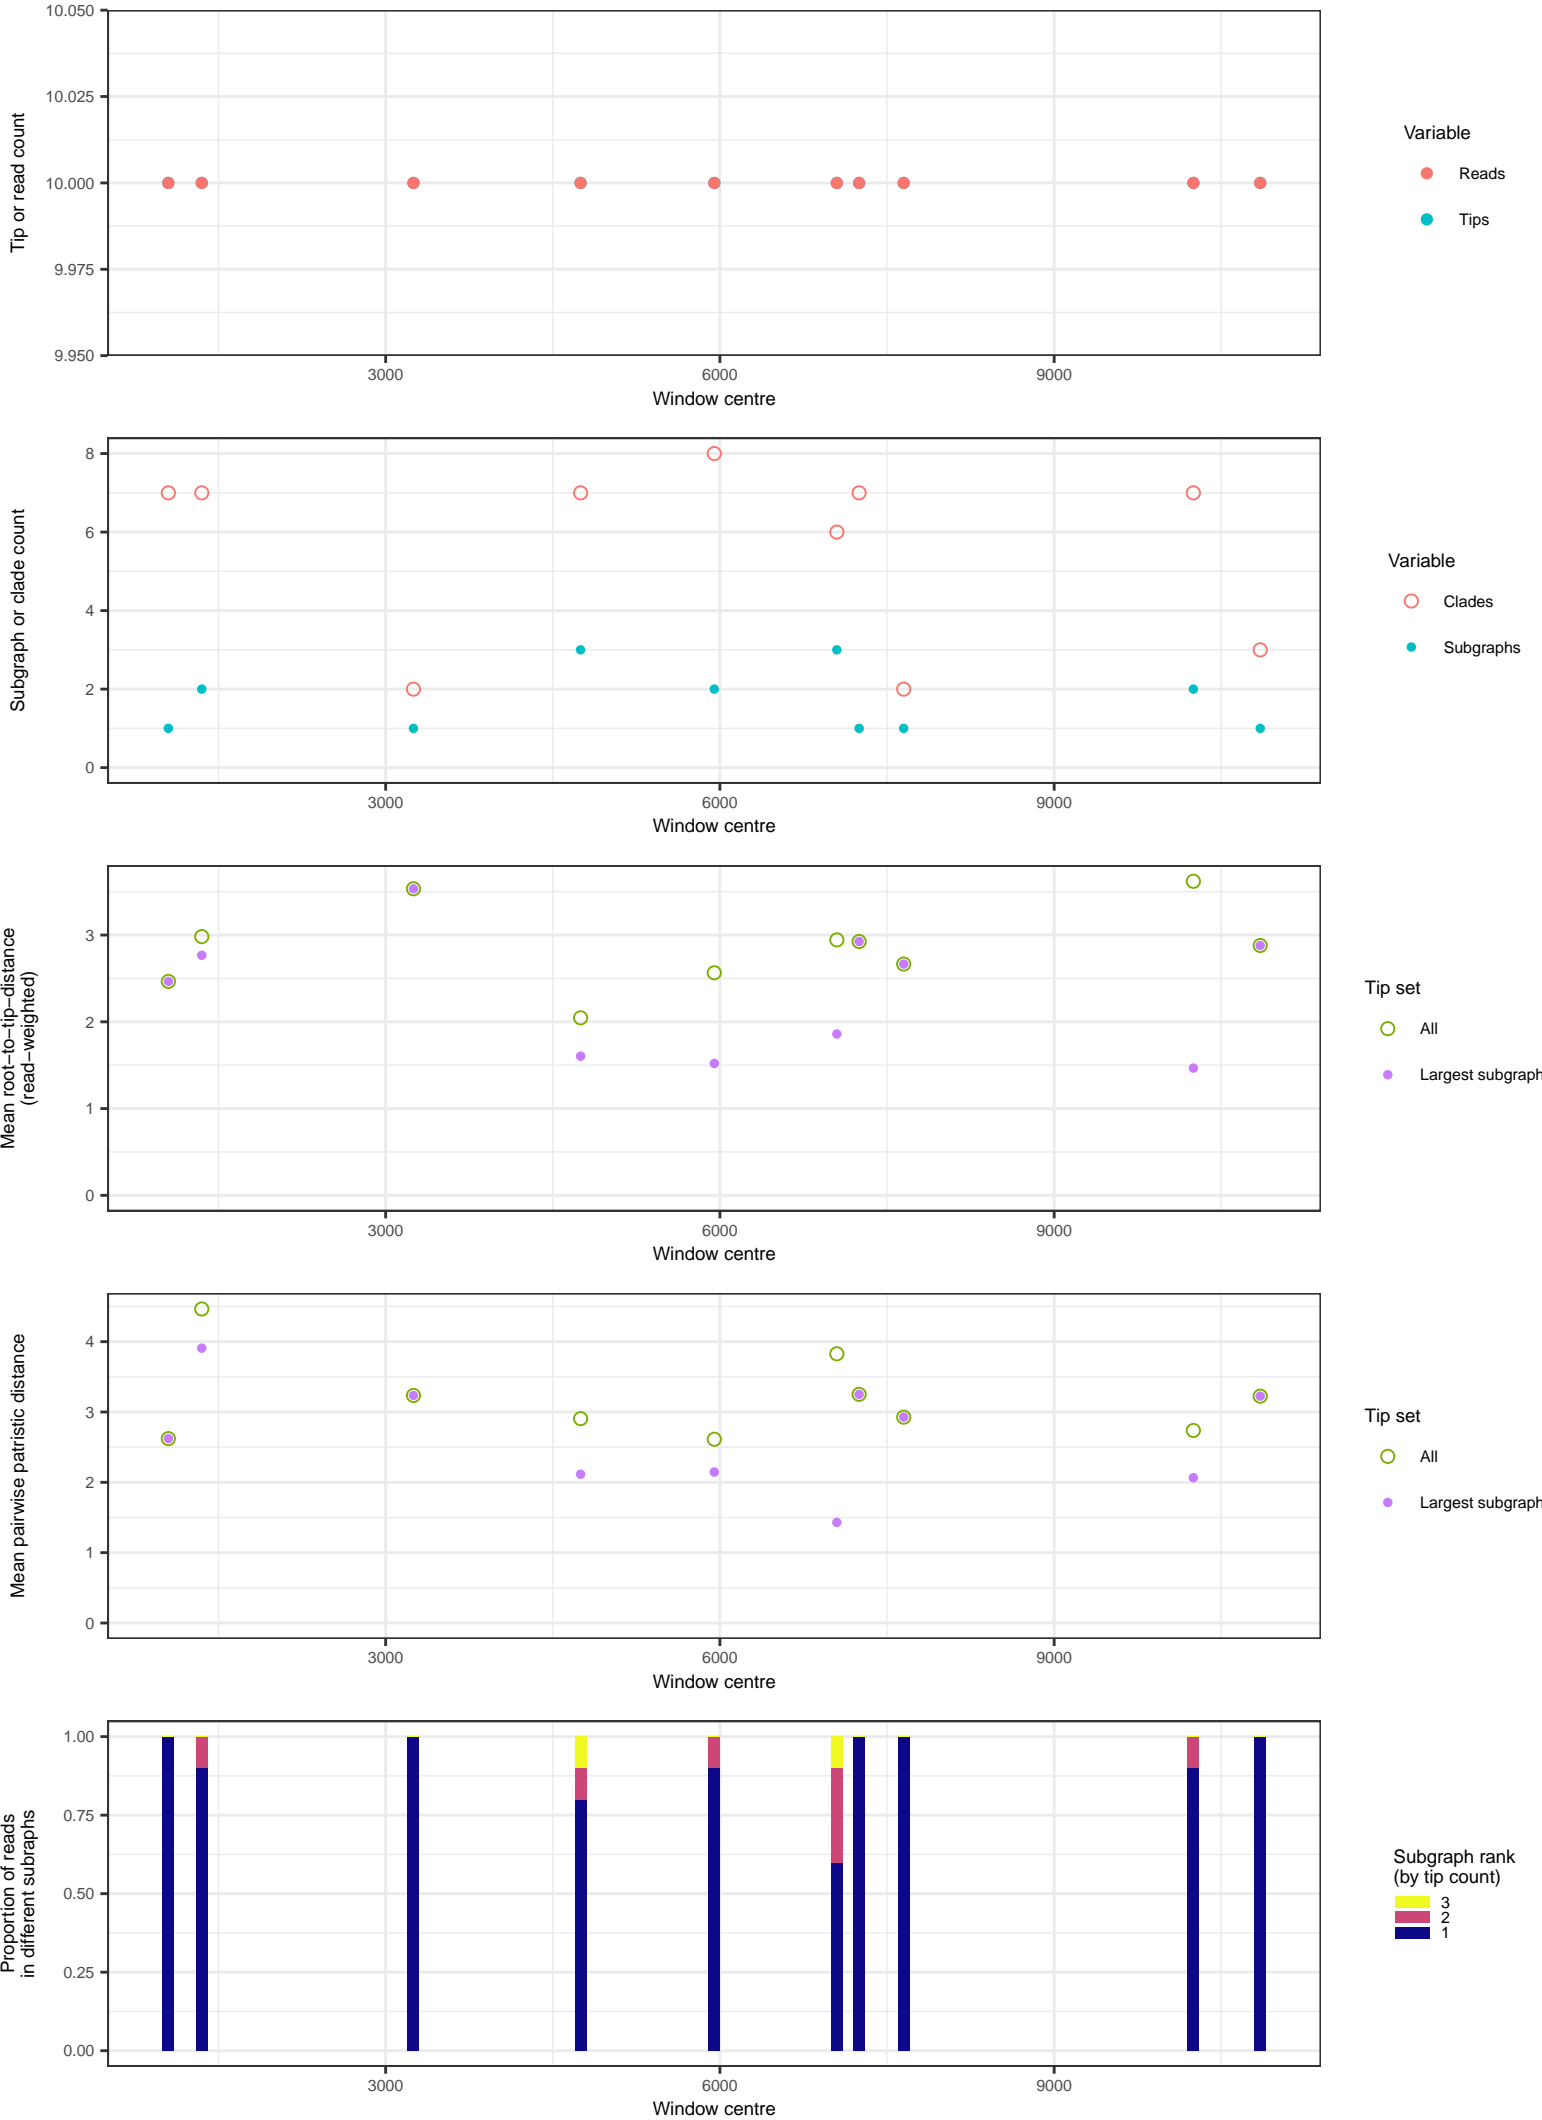 10.050
10.025
10.000
9.975
9.950
Tip or read count
3000 6000 9000
Window centre
Variable
Reads
Tips
8
6
4
2
0
Subgraph or clade count
3000 6000 9000
Window centre
Variable
Clades
Subgraphs
3
2
1
0
Mean root−to−tip−distance
(read−weighted)
3000 6000 9000
Window centre
Tip set
All
Largest subgraph
4
3
2
1
0
Mean pairwise patristic distance
3000 6000 9000
Window centre
Tip set
All
Largest subgraph
1.00
0.75
0.50
0.25
0.00
Proportion of reads
in different subraphs
3000 6000 9000
Window centre
Subgraph rank
(by tip count)
3
2
1